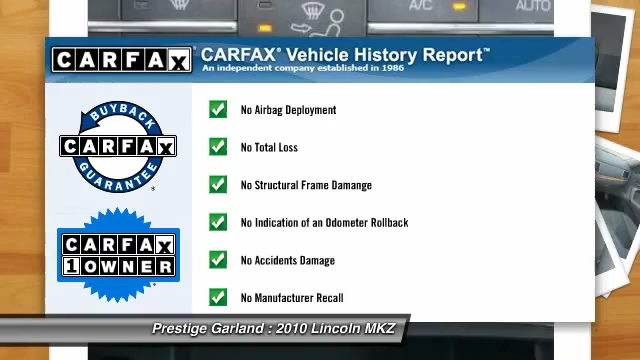 A/C
AUTO
CARFAX
CARFAX® Vehicle History Report™
An independent company established in 1986
BUYBACK
CARFAX
GUARANTEE
®
No Airbag Deployment
No Total Loss
No Structural Frame Damange
No Indication of an Odometer Rollback
No Accidents Damage
No Manufacturer Recall
CARFAX
1 OWNER
Prestige Garland : 2010 Lincoln MKZ